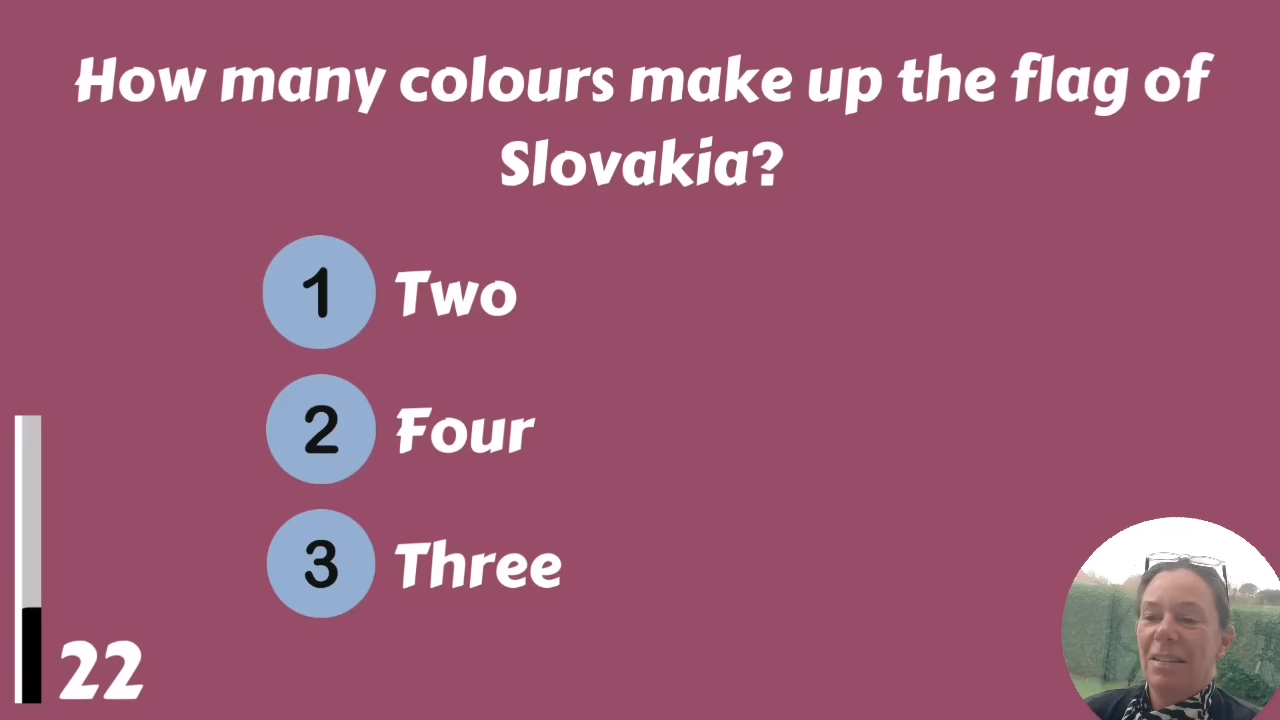 How many colours make up the flag of
Slovakia?
1 Two
2 Four
3 Three
22